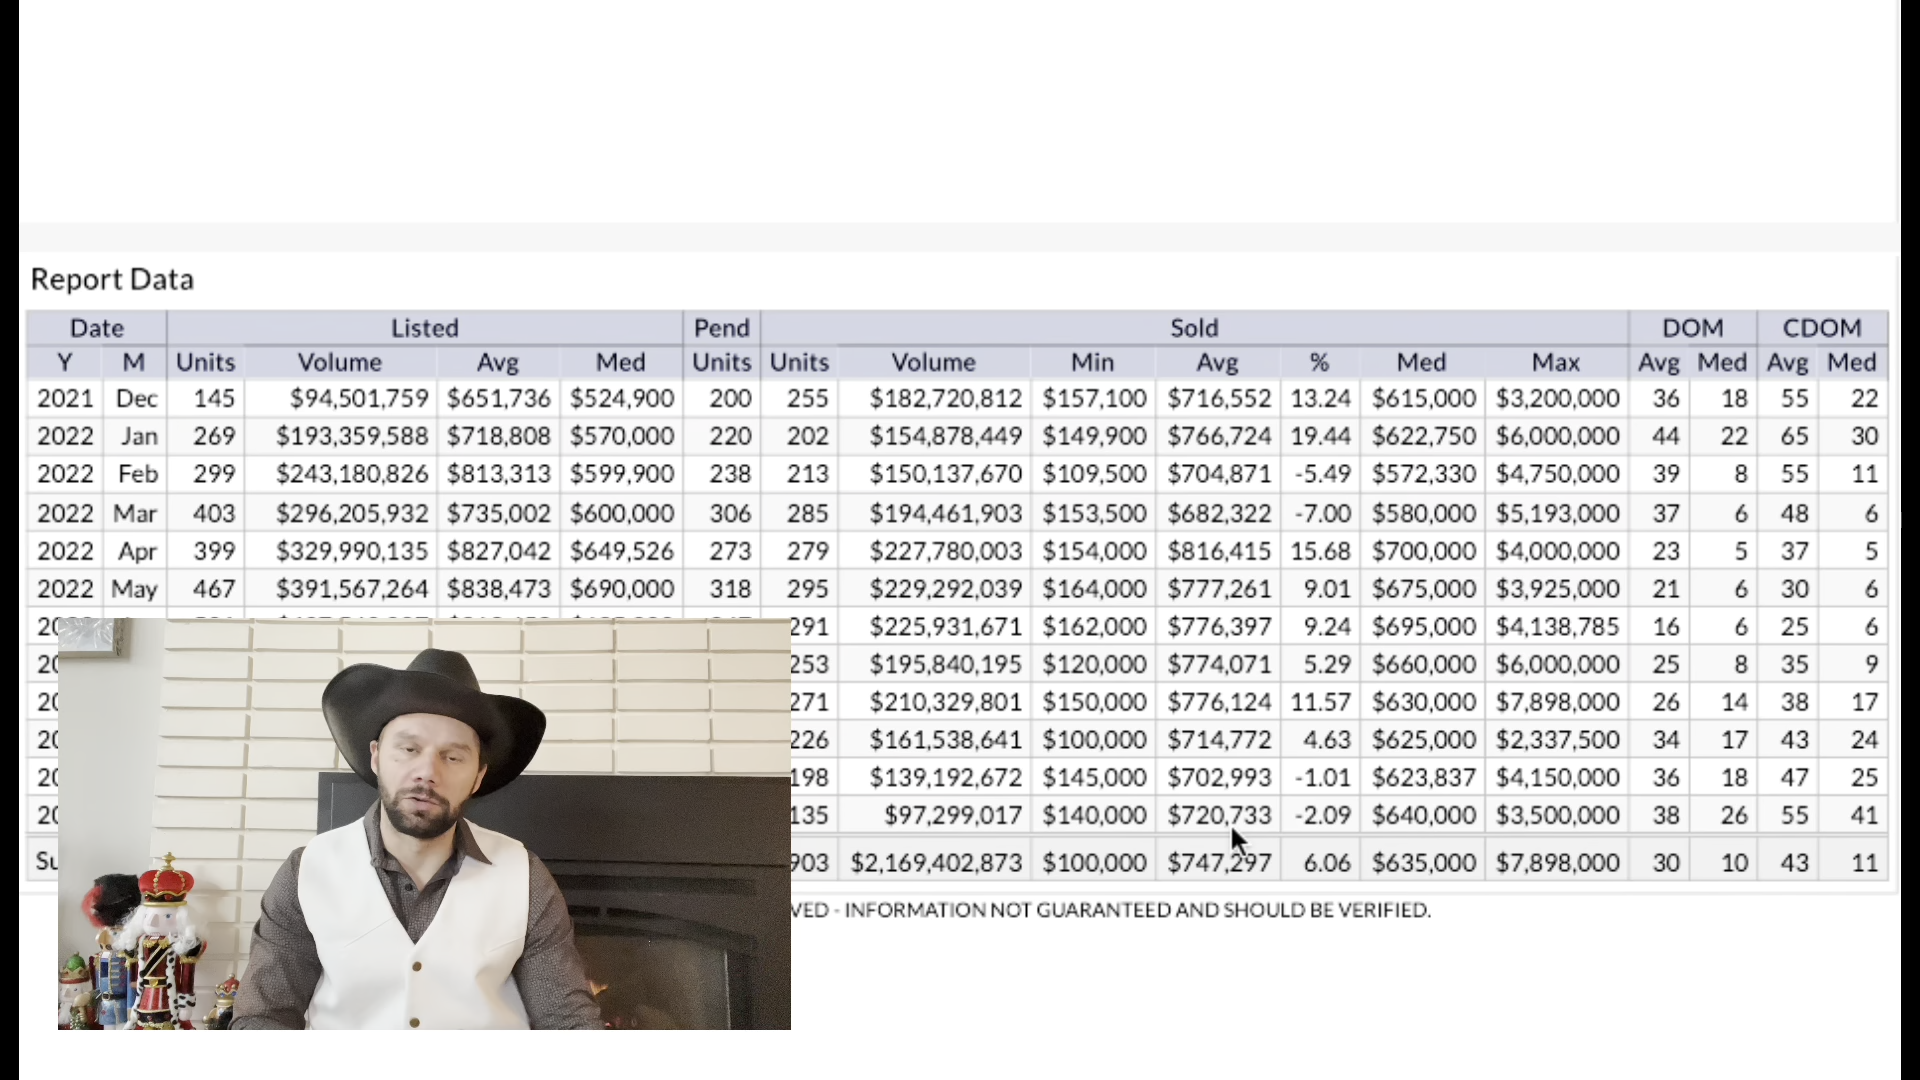 Report Data
Date Listed Pend Sold DOM CDOM
Y M Units Volume Avg Med Units Units Volume Min Avg % Med Max Avg Med Avg Med
2021 Dec 145 $94,501,759 $651,736 $524,900 200 255 $182,720,812 $157,100 $716,552 13.24 $615,000 $3,200,000 36 18 55 22
2022 Jan 269 $193,359,588 $718,808 $570,000 220 202 $154,878,449 $149,900 $766,724 19.44 $622,750 $6,000,000 44 22 65 30
2022 Feb 299 $243,180,826 $813,313 $599,900 238 213 $150,137,670 $109,500 $704,871 -5.49 $572,330 $4,750,000 39 8 55 11
2022 Mar 403 $296,205,932 $735,002 $600,000 306 285 $194,461,903 $153,500 $682,322 -7.00 $580,000 $5,193,000 37 6 48 6
2022 Apr 399 $329,990,135 $827,042 $649,526 273 279 $227,780,003 $154,000 $816,415 15.68 $700,000 $4,000,000 23 5 37 5
2022 May 467 $391,567,264 $838,473 $690,000 318 295 $229,292,039 $164,000 $777,261 9.01 $675,000 $3,925,000 21 6 30 6
20 291 $225,931,671 $162,000 $776,397 9.24 $695,000 $4,138,785 16 6 25 6
20 253 $195,840,195 $120,000 $774,071 5.29 $660,000 $6,000,000 25 8 35 9
20 271 $210,329,801 $150,000 $776,124 11.57 $630,000 $7,898,000 26 14 38 17
20 226 $161,538,641 $100,000 $714,772 4.63 $625,000 $2,337,500 34 17 43 24
20 198 $139,192,672 $145,000 $702,993 -1.01 $623,837 $4,150,000 36 18 47 25
20 135 $97,299,017 $140,000 $720,733 -2.09 $640,000 $3,500,000 38 26 55 41
Su 903 $2,169,402,873 $100,000 $747,297 6.06 $635,000 $7,898,000 30 10 43 11
VED - INFORMATION NOT GUARANTEED AND SHOULD BE VERIFIED.